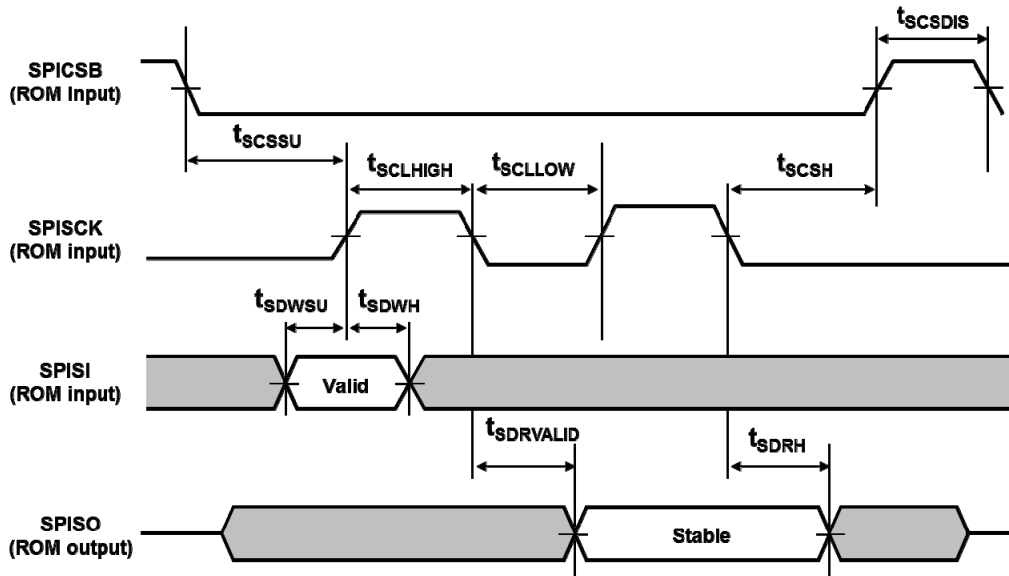 tSCSDIS
SPICSB
(ROM Input)
tSCSSU
tSCLHIGH
tSCLLOW
tSCSH
SPISCK
(ROM input)
tSDWSU
tSDWH
SPISI
(ROM input)
Valid
tSDRVALID
tSDRH
SPISO
(ROM output)
Stable